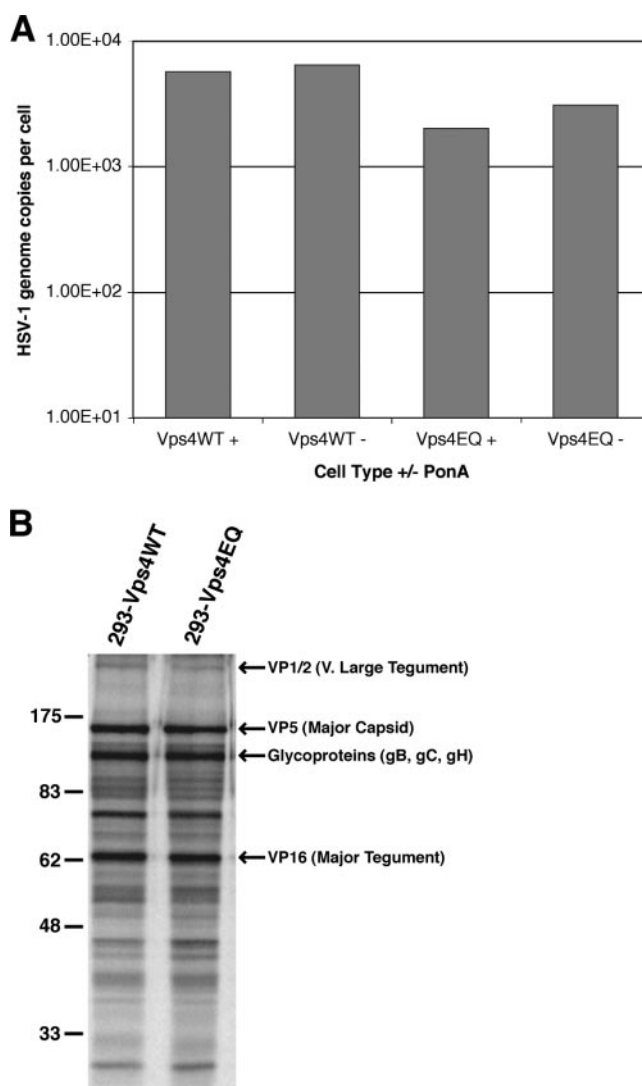 A
1.00E+04
1.00E+03
1.00E+02
1.00E+01
HSV-1 genome copies per cell
Vps4WT +
Vps4WT -
Vps4EQ +
Vps4EQ -
Cell Type +/- PonA
B
293-Vps4WT
293-Vps4EQ
175
83
62
48
33
VP1/2 (V. Large Tegument)
VP5 (Major Capsid)
Glycoproteins (gB, gC, gH)
VP16 (Major Tegument)